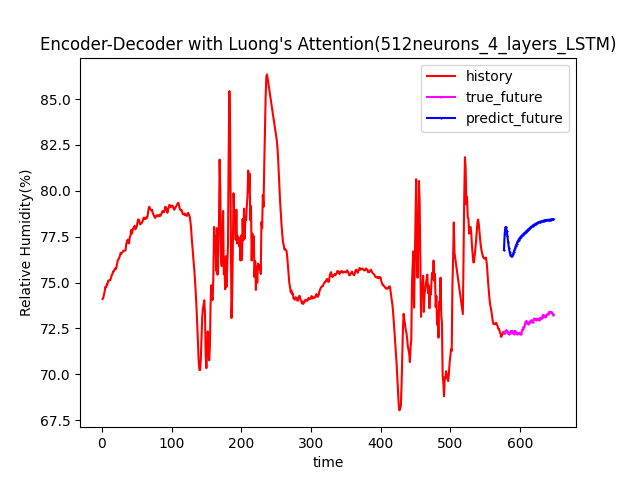 Encoder-Decoder with Luong's Attention(512neurons_4_layers_LSTM)
history
true_future
predict_future
Relative Humidity(%)
85.0
82.5
80.0
77.5
75.0
72.5
70.0
67.5
0 100 200 300 400 500 600
time